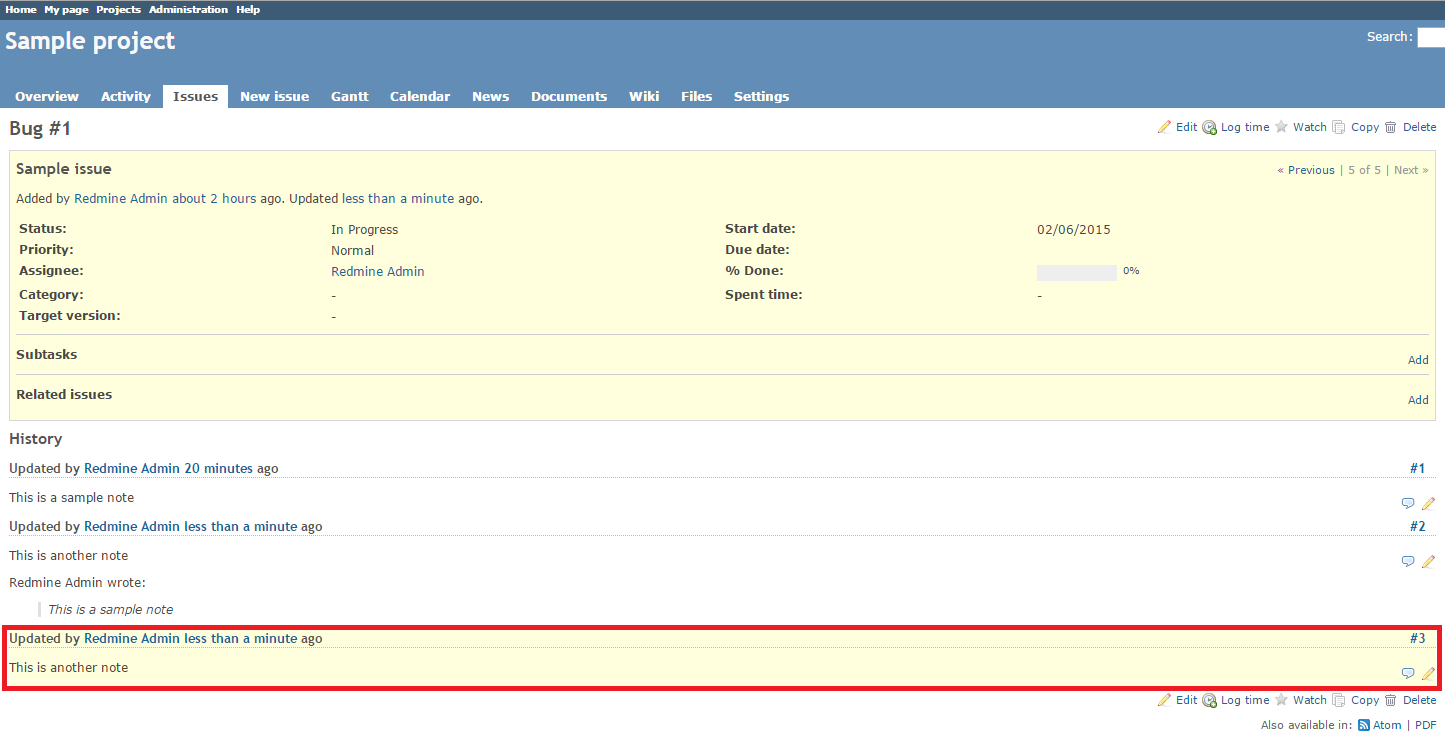 Home My page Projects Administration Help
Sample project
Search:
Overview Activity Issues New issue Gantt Calendar News Documents Wiki Files Settings
Bug #1
Edit Log time Watch Copy Delete
Sample issue
« Previous | 5 of 5 | Next »
Added by Redmine Admin about 2 hours ago. Updated less than a minute ago.
Status: In Progress Start date: 02/06/2015
Priority: Normal Due date:
Assignee: Redmine Admin % Done: 0%
Category: - Spent time: -
Target version: -
Subtasks Add
Related issues Add
History
Updated by Redmine Admin 20 minutes ago #1
This is a sample note
Updated by Redmine Admin less than a minute ago #2
This is another note
Redmine Admin wrote:
This is a sample note
Updated by Redmine Admin less than a minute ago #3
This is another note
Edit Log time Watch Copy Delete
Also available in: Atom | PDF